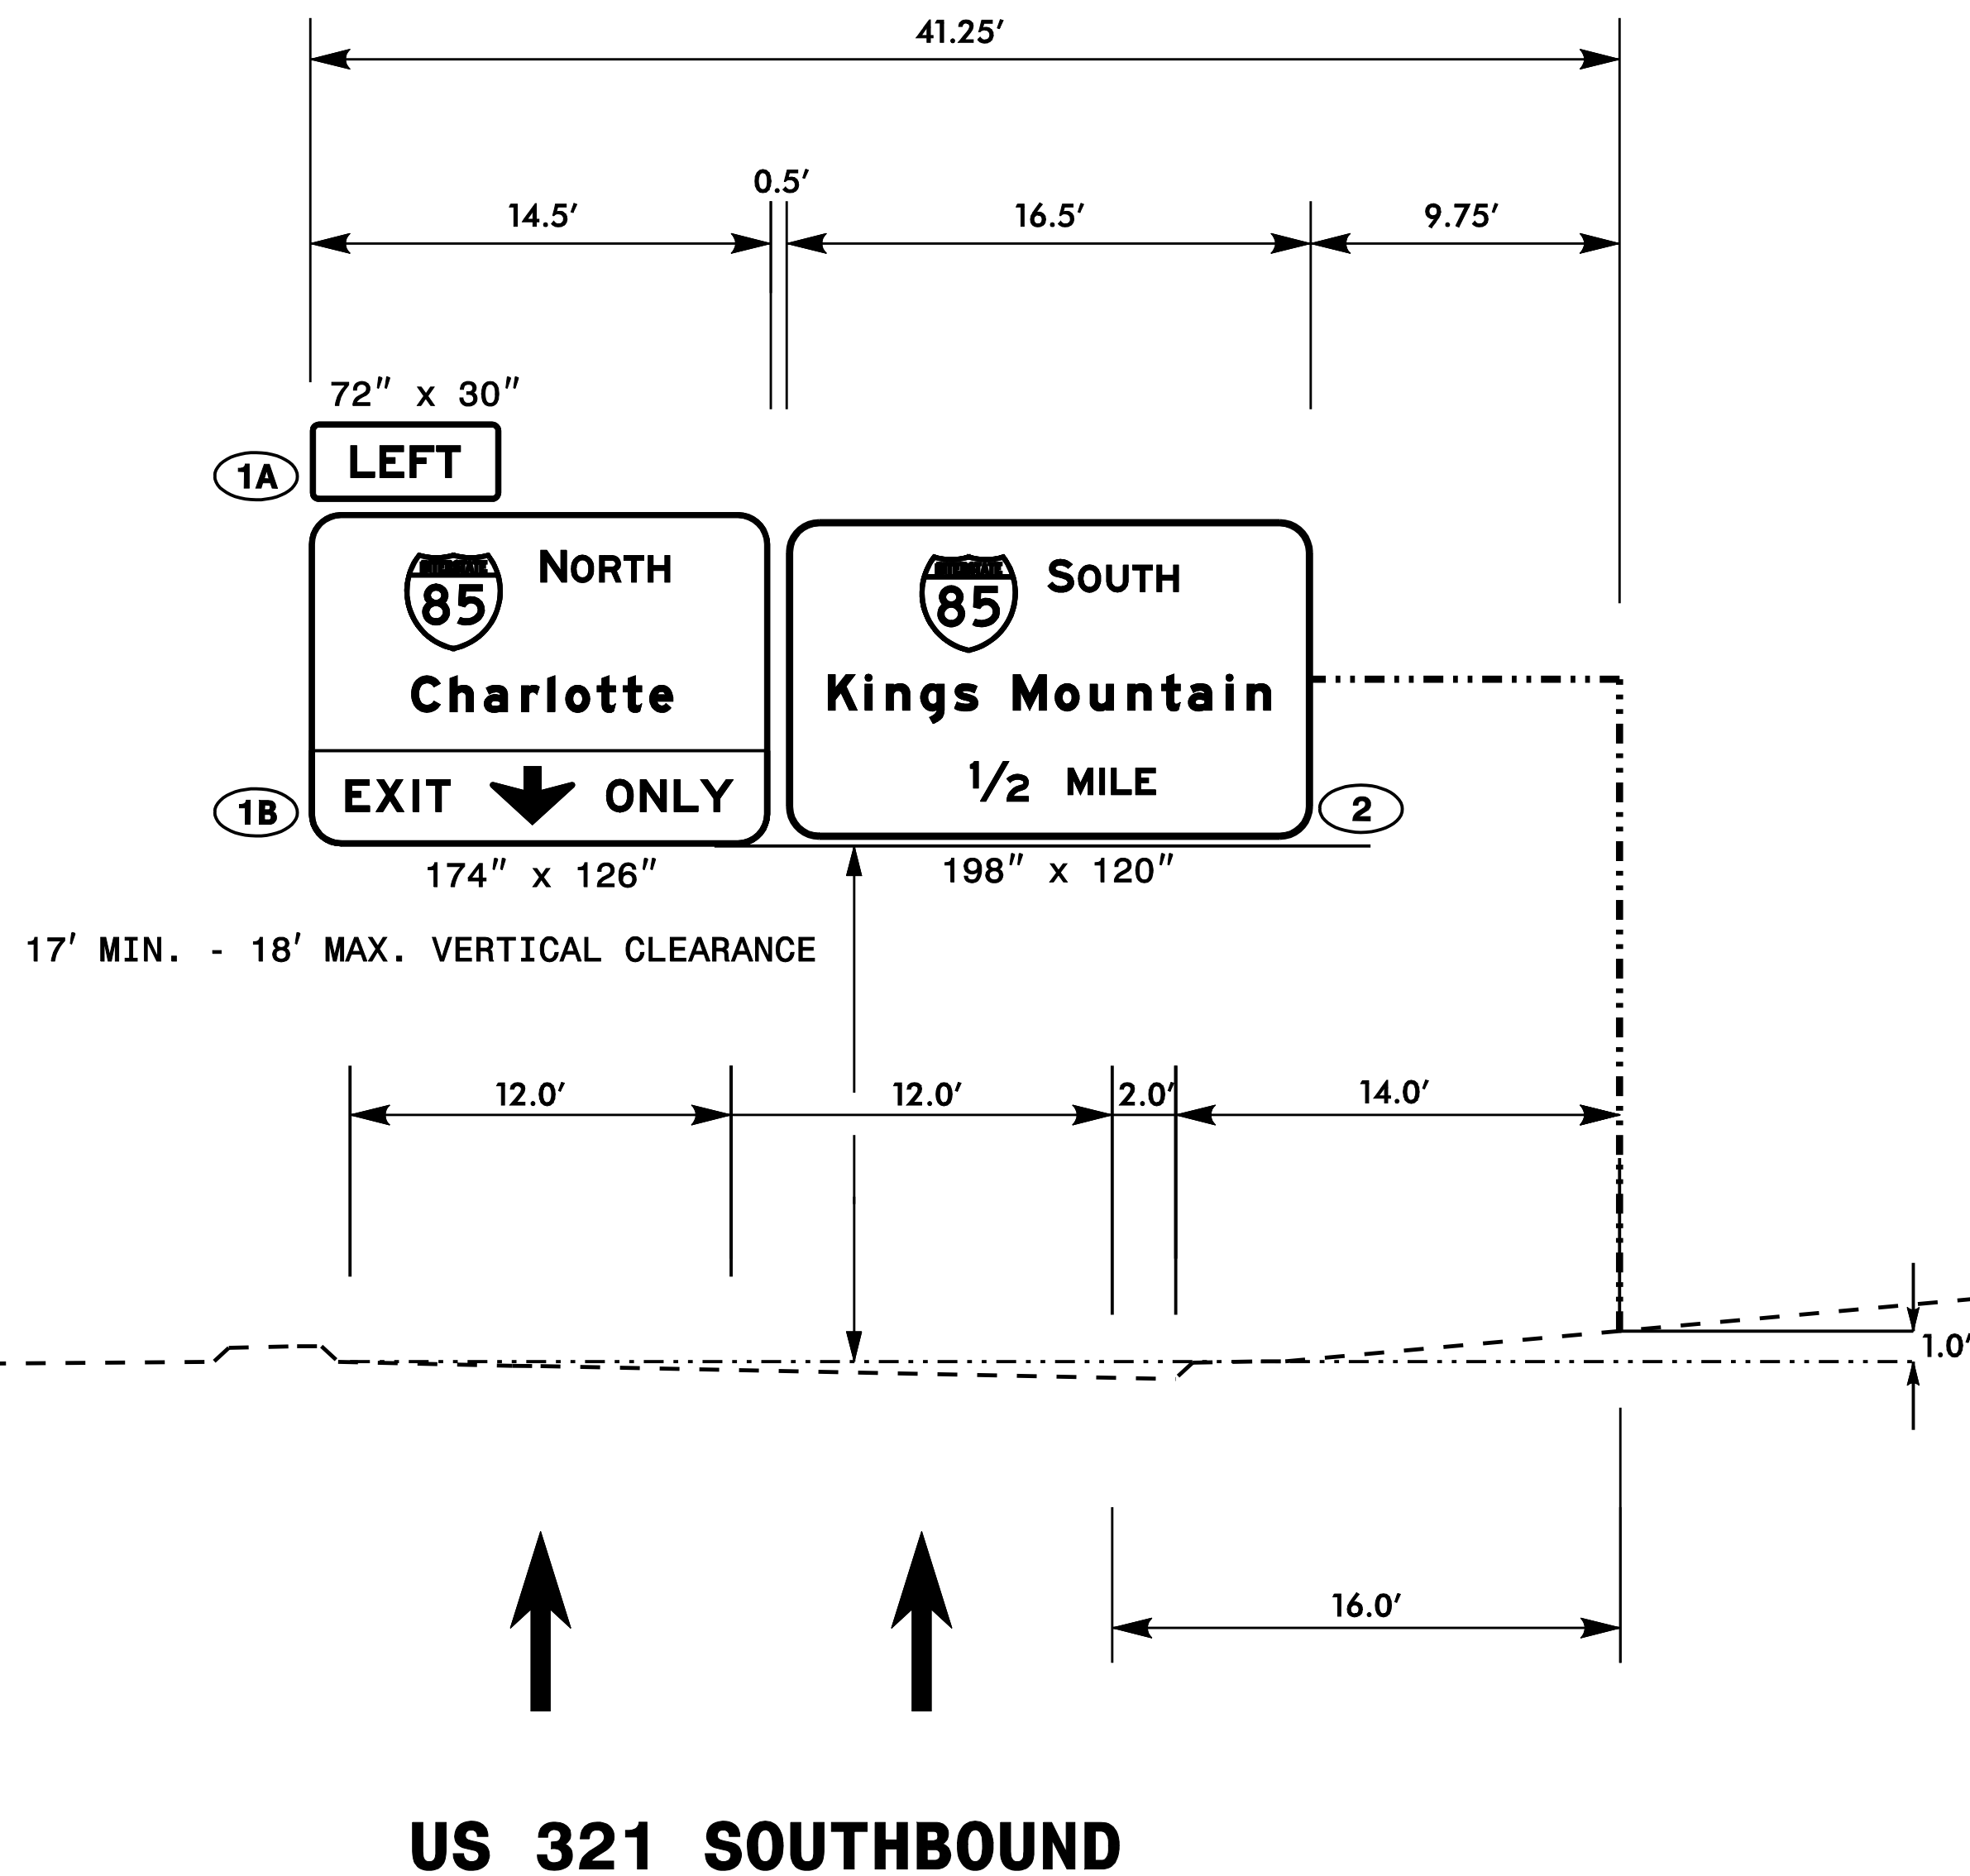 41.25′
0.5′
14.5′ 16.5′ 9.75′
72″ x 30″
1A LEFT
INTERSTATE 85 NORTH
INTERSTATE 85 SOUTH
Charlotte
Kings Mountain
EXIT ONLY
1/2 MILE
1B
2
174″ x 126″
198″ x 120″
17′ MIN. - 18′ MAX. VERTICAL CLEARANCE
12.0′ 12.0′ 2.0′ 14.0′
1.0′
16.0′
US 321 SOUTHBOUND